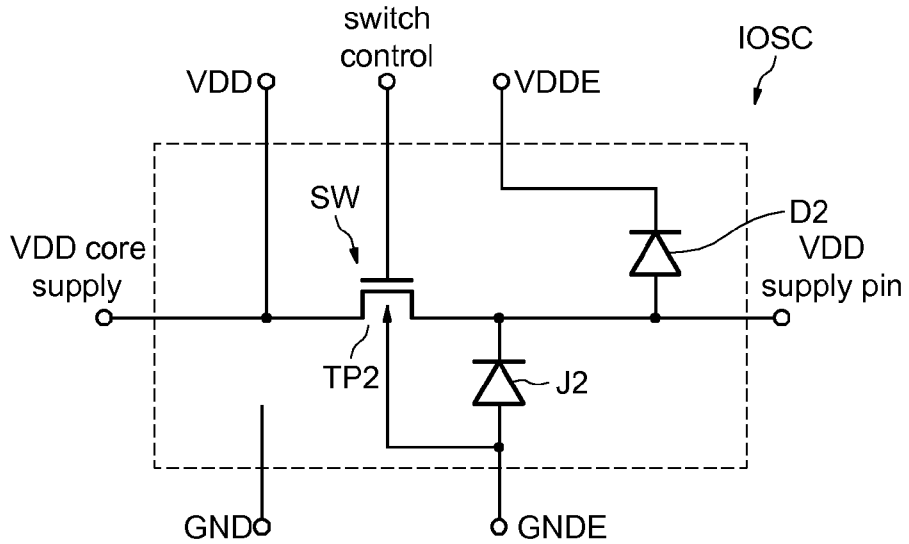 switch
control
IOSC
VDD
VDDE
SW
D2
VDD core
supply
VDD
supply pin
TP2
J2
GND
GNDE